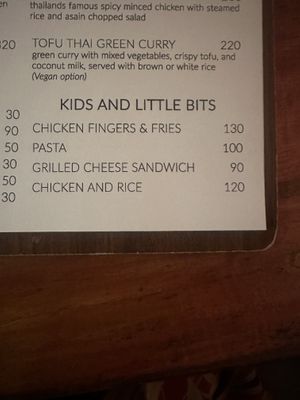 thailands famous spicy minced chicken with steamed
rice and asain chopped salad
320
TOFU THAI GREEN CURRY 220
green curry with mixed vegetables, crispy tofu, and
coconut milk, served with brown or white rice
(Vegan option)
KIDS AND LITTLE BITS
30
90 CHICKEN FINGERS & FRIES 130
50 PASTA 100
30 GRILLED CHEESE SANDWICH 90
50 CHICKEN AND RICE 120
30